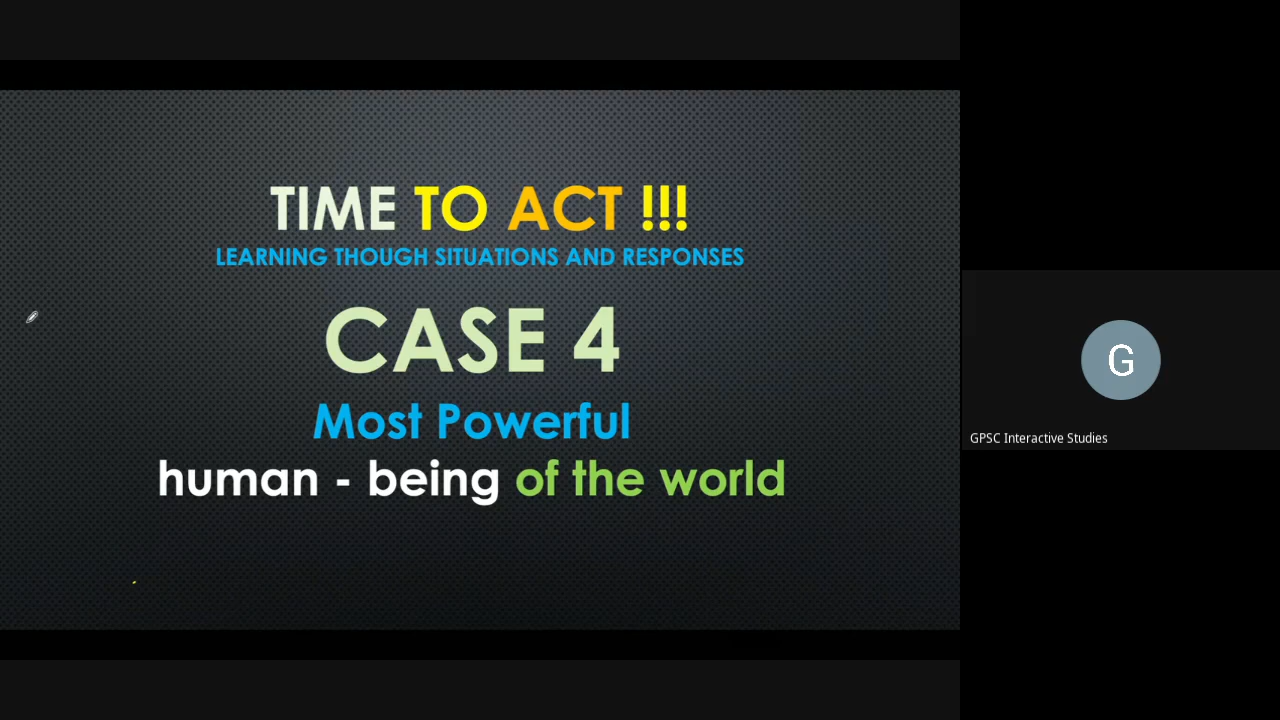 TIME TO ACT !!!
LEARNING THOUGH SITUATIONS AND RESPONSES
CASE 4
Most Powerful
human - being of the world
G
GPSC Interactive Studies